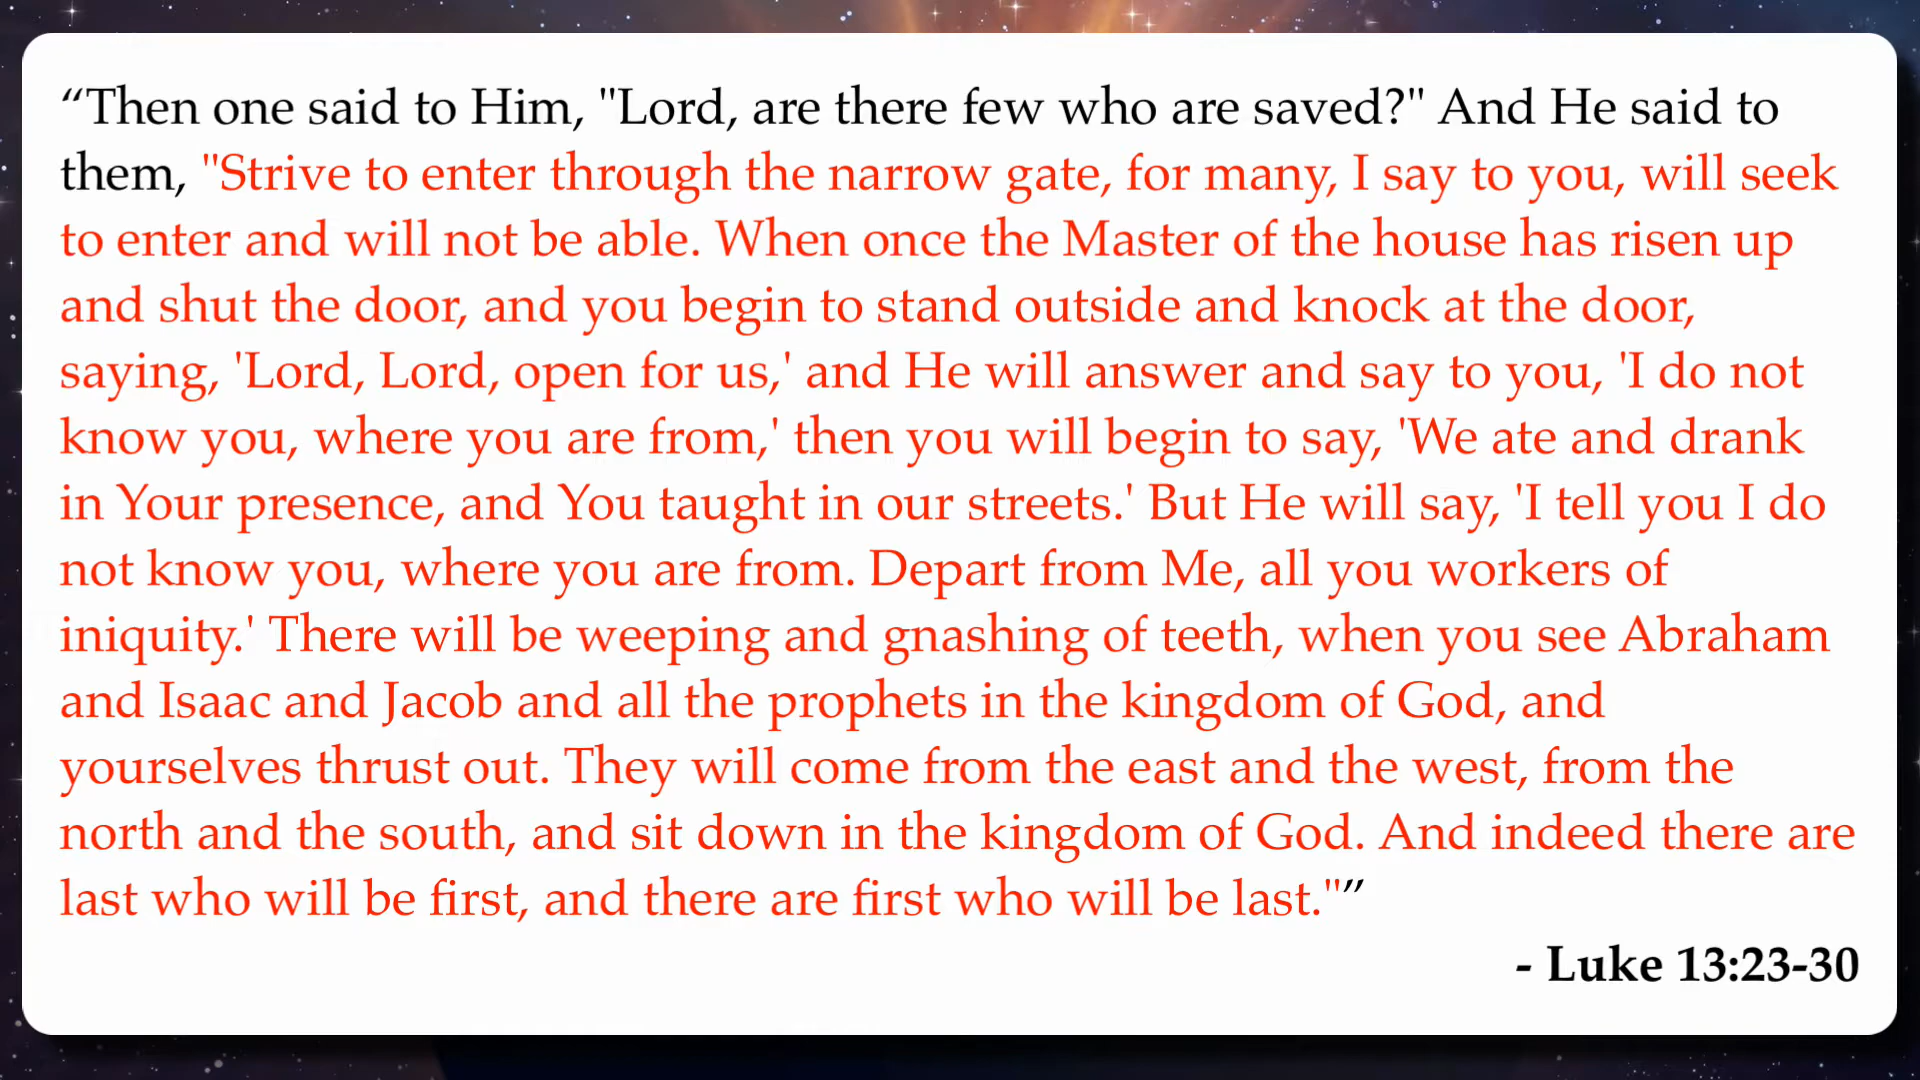 “Then one said to Him, "Lord, are there few who are saved?" And He said to
them, "Strive to enter through the narrow gate, for many, I say to you, will seek
to enter and will not be able. When once the Master of the house has risen up
and shut the door, and you begin to stand outside and knock at the door,
saying, 'Lord, Lord, open for us,' and He will answer and say to you, 'I do not
know you, where you are from,' then you will begin to say, 'We ate and drank
in Your presence, and You taught in our streets.' But He will say, 'I tell you I do
not know you, where you are from. Depart from Me, all you workers of
iniquity.' There will be weeping and gnashing of teeth, when you see Abraham
and Isaac and Jacob and all the prophets in the kingdom of God, and
yourselves thrust out. They will come from the east and the west, from the
north and the south, and sit down in the kingdom of God. And indeed there are
last who will be first, and there are first who will be last."”
- Luke 13:23-30